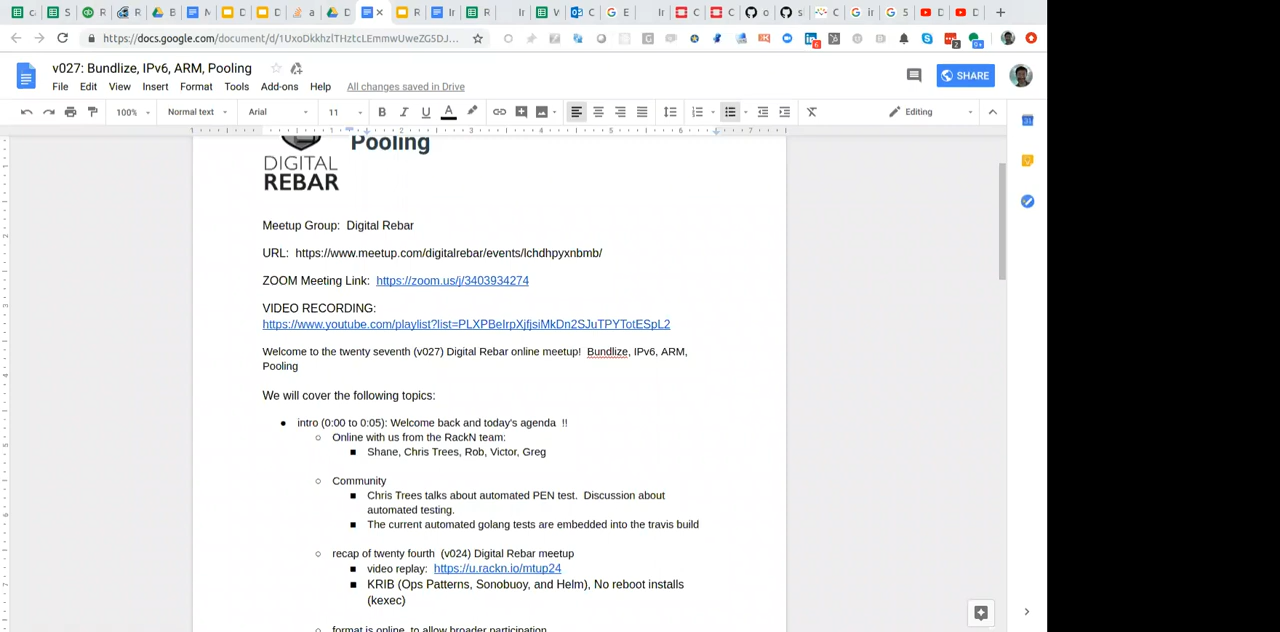 https://docs.google.com/document/d/1UxoDkkhzlTHztcLEmmwUweZG5DJ...
v027: Bundlize, IPv6, ARM, Pooling
SHARE
File Edit View Insert Format Tools Add-ons Help All changes saved in Drive
100% Normal text Arial 11 B I U A Editing
Pooling
DIGITAL
REBAR
Meetup Group: Digital Rebar
URL: https://www.meetup.com/digitalrebar/events/lchdhpyxnbmb/
ZOOM Meeting Link: https://zoom.us/j/3403934274
VIDEO RECORDING:
https://www.youtube.com/playlist?list=PLXPBeIrpXjfjsiMkDn2SJuTPYTotESpL2
Welcome to the twenty seventh (v027) Digital Rebar online meetup! Bundlize, IPv6, ARM,
Pooling
We will cover the following topics:
● intro (0:00 to 0:05): Welcome back and today's agenda !!
○ Online with us from the RackN team:
■ Shane, Chris Trees, Rob, Victor, Greg
○ Community
■ Chris Trees talks about automated PEN test. Discussion about
automated testing.
■ The current automated golang tests are embedded into the travis build
○ recap of twenty fourth (v024) Digital Rebar meetup
■ video replay: https://u.rackn.io/mtup24
■ KRIB (Ops Patterns, Sonobuoy, and Helm), No reboot installs
(kexec)
○ format is online, to allow broader participation